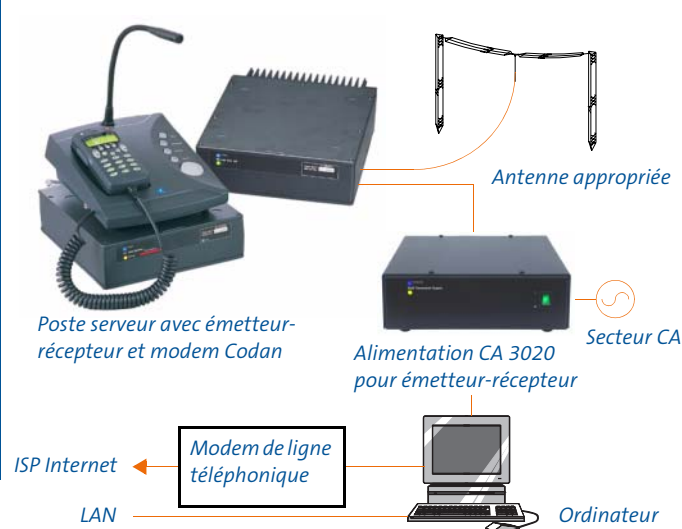 Antenne appropriée
Poste serveur avec émetteur-
récepteur et modem Codan
Secteur CA
Alimentation CA 3020
pour émetteur-récepteur
Modem de ligne
téléphonique
ISP Internet
LAN
Ordinateur